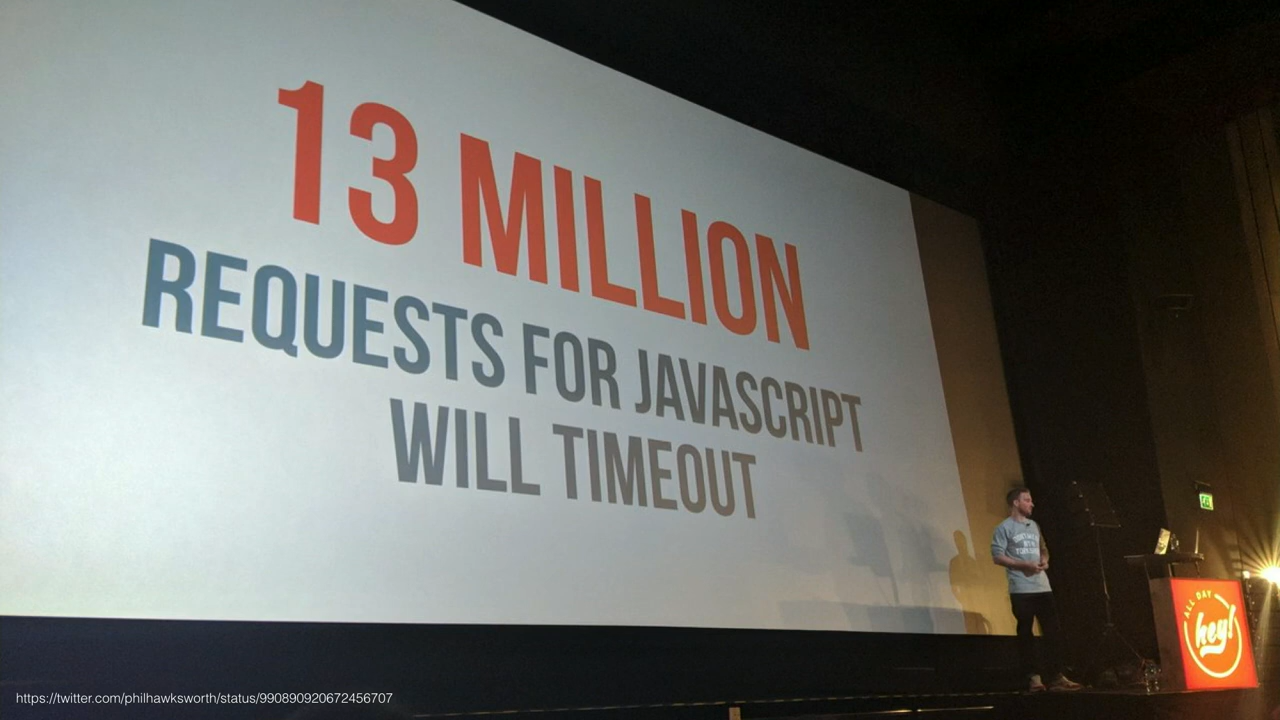 13 MILLION
REQUESTS FOR JAVASCRIPT
WILL TIMEOUT
ALL DAY
hey!
https://twitter.com/philhawksworth/status/990890920672456707